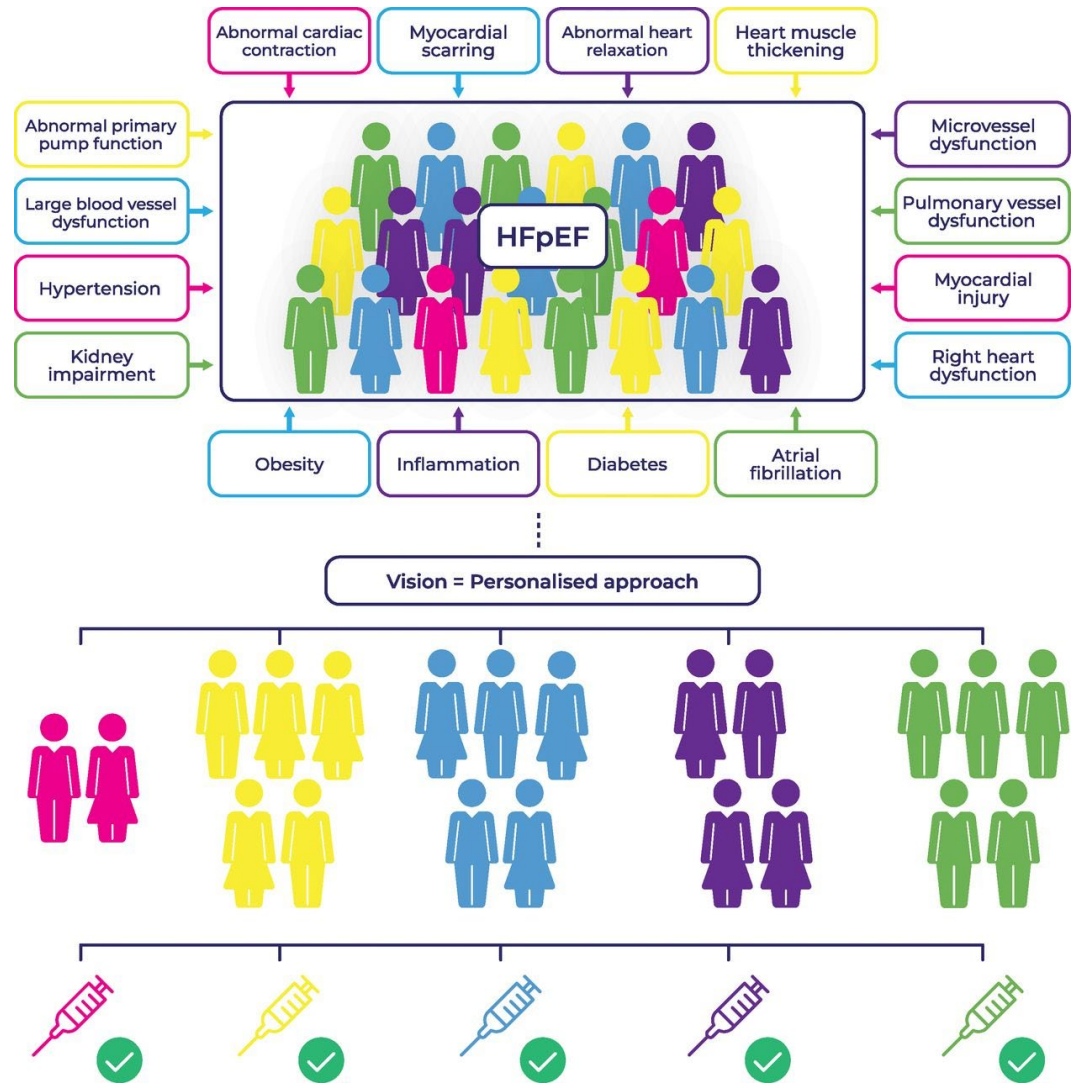 Abnormal cardiac
contraction
Myocardial
scarring
Abnormal heart
relaxation
Heart muscle
thickening
Abnormal primary
pump function
Large blood vessel
dysfunction
Hypertension
Kidney
impairment
HFpEF
Microvessel
dysfunction
Pulmonary vessel
dysfunction
Myocardial
injury
Right heart
dysfunction
Obesity
Inflammation
Diabetes
Atrial
fibrillation
Vision = Personalised approach